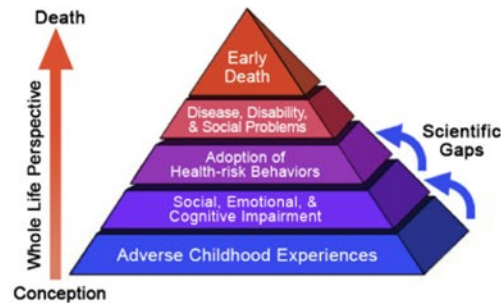 Death
Whole Life Perspective
Conception
Early
Death
Disease, Disability,
& Social Problems
Adoption of
Health-risk Behaviors
Social, Emotional, &
Cognitive Impairment
Adverse Childhood Experiences
Scientific
Gaps